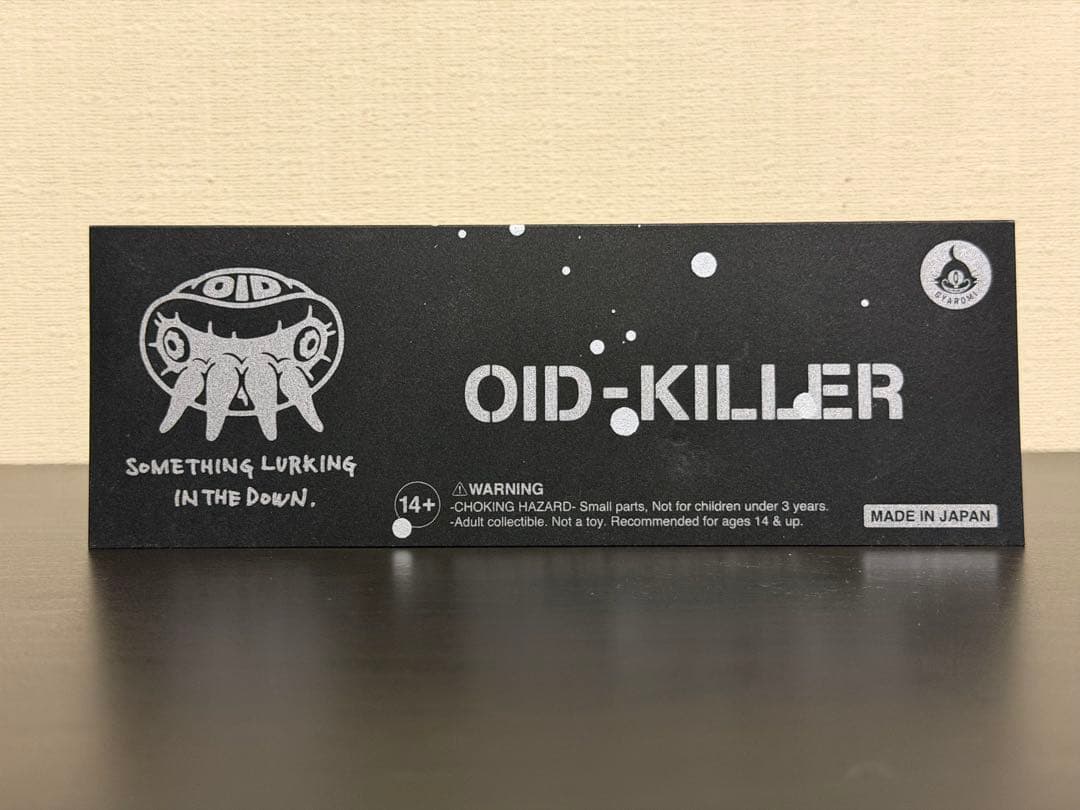 OID
SOMETHING LURKING
IN THE DOWN.
OID-KILLER
GYAROMI
14+
⚠WARNING
-CHOKING HAZARD- Small parts, Not for children under 3 years.
-Adult collectible. Not a toy. Recommended for ages 14 & up.
MADE IN JAPAN